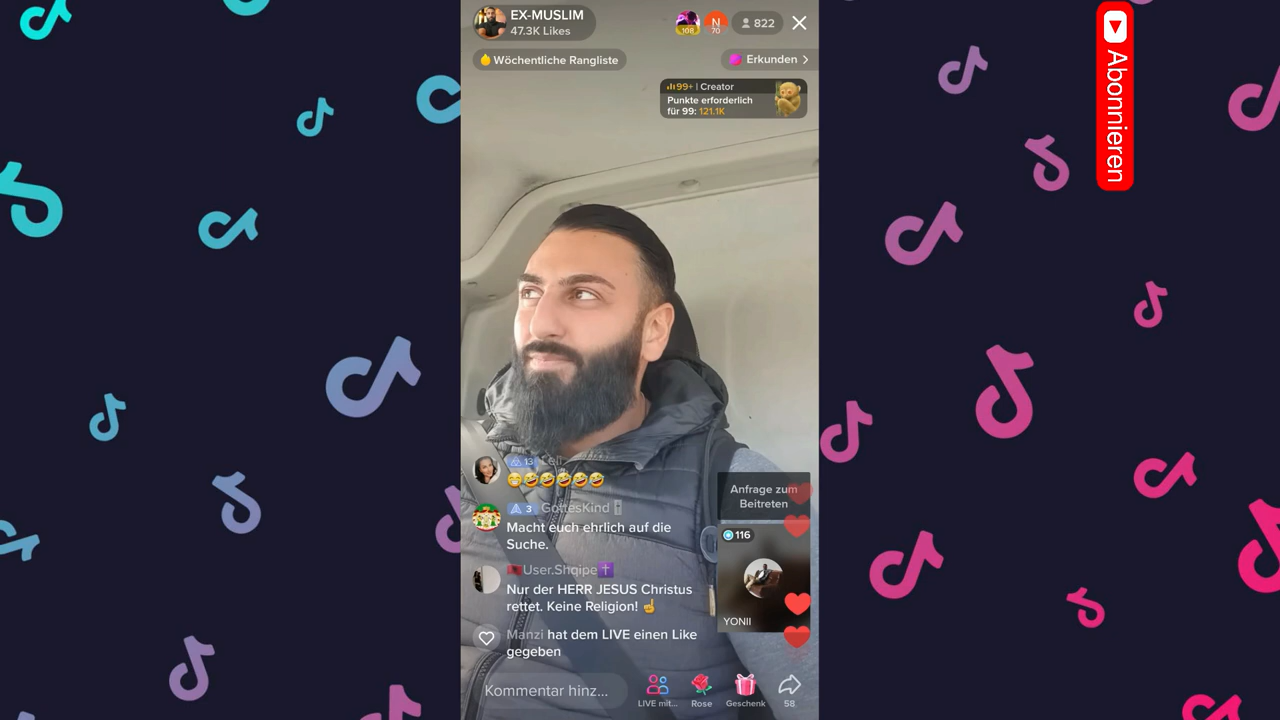 EX-MUSLIM
47.3K Likes
108
N
70
822
Wöchentliche Rangliste
Erkunden
99+ | Creator
Punkte erforderlich
für 99: 121.1K
Abonnieren
13 Leli
😁🤣🤣🤣🤣🤣
3 GottesKind
Macht euch ehrlich auf die
Suche.
🇦🇱User.Shqipe✝️
Nur der HERR JESUS Christus
rettet. Keine Religion! ☝️
Manzi hat dem LIVE einen Like
gegeben
Anfrage zum
Beitreten
116
YONII
Kommentar hinz...
LIVE mit...
Rose
Geschenk
58